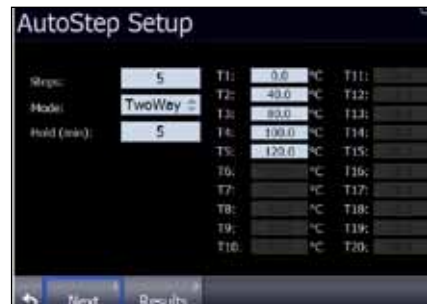 AutoStep Setup
Steps: 5 T1: 0.0 °C T11:
Mode: TwoWay T2: 40.0 °C T12:
T3: 80.0 °C T13:
Hold (min): 5 T4: 100.0 °C T14:
T5: 120.0 °C T15:
T6: °C T16:
T7: °C T17:
T8: °C T18:
T9: °C T19:
T10: °C T20:
Next Results